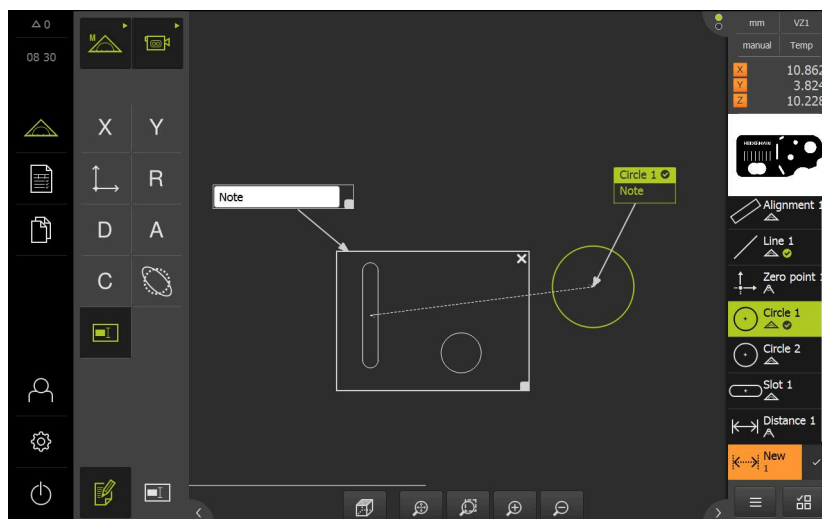 △ 0
08 30
M
X Y
R
D A
C
Note
Circle 1
Note
mm VZ1
manual Temp
X 10.862
Y 3.824
Z 10.228
HEIDENHAIN
Alignment 1
Line 1
Zero point 1
Circle 1
Circle 2
Slot 1
Distance 1
New
1